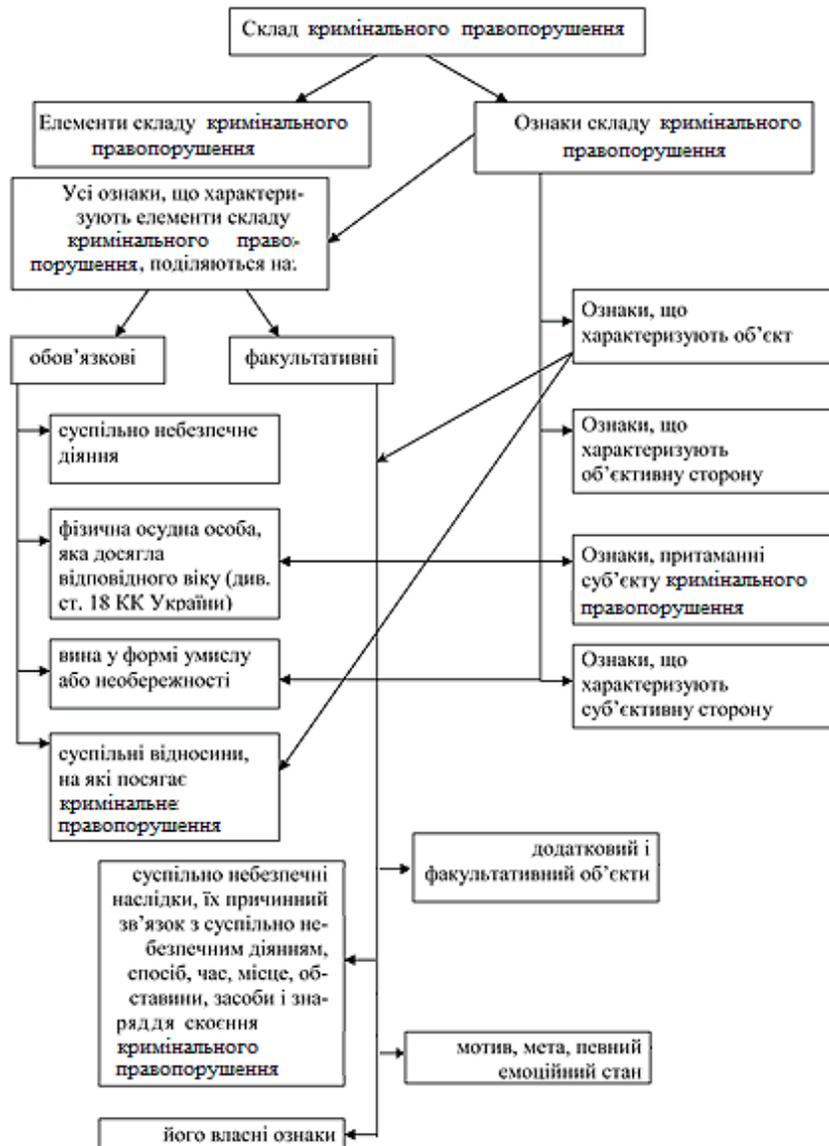 Склад кримінального правопорушення
Елементи складу кримінального
правопорушення
Ознаки складу кримінального
правопорушення
Усі ознаки, що характери-
зують елементи складу
кримінального право-
порушення, поділяються на:
обов’язкові
факультативні
Ознаки, що
характеризують об’єкт
суспільно небезпечне
діяння
Ознаки, що
характеризують
об’єктивну сторону
фізична осудна особа,
яка досягла
відповідного віку (див.
ст. 18 КК України)
Ознаки, притаманні
суб’єкту кримінального
правопорушення
вина у формі умислу
або необережності
Ознаки, що
характеризують
суб’єктивну сторону
суспільні відносини,
на які посягає
кримінальне
правопорушення
додатковий і
факультативний об’єкти
суспільно небезпечні
наслідки, їх причинний
зв’язок з суспільно не-
безпечним діянням,
спосіб, час, місце, об-
ставини, засоби і зна-
ряддя скоєння
кримінального
правопорушення
мотив, мета, певний
емоційний стан
його власні ознаки